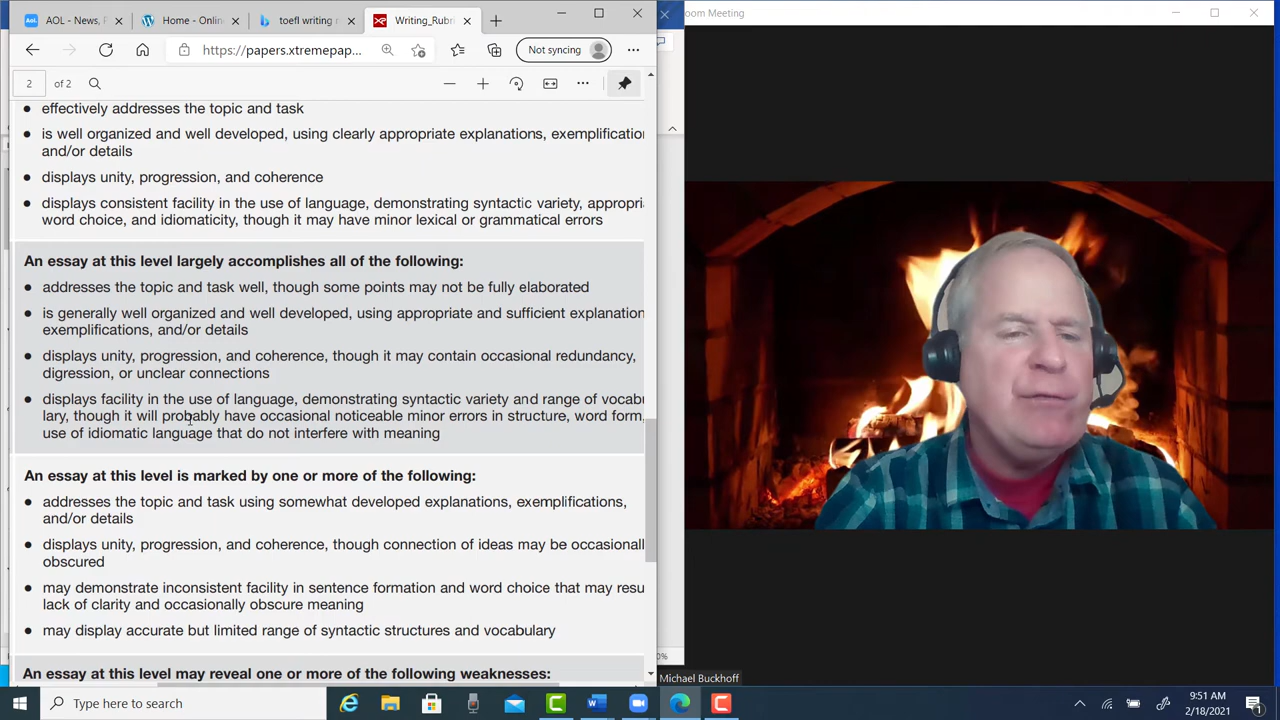 AOL - News, P
Home - Onlin
toefl writing r
Writing_Rubri
oom Meeting
https://papers.xtremepap...
Not syncing
2
of 2
effectively addresses the topic and task
is well organized and well developed, using clearly appropriate explanations, exemplificatio
and/or details
displays unity, progression, and coherence
displays consistent facility in the use of language, demonstrating syntactic variety, appropri
word choice, and idiomaticity, though it may have minor lexical or grammatical errors
An essay at this level largely accomplishes all of the following:
addresses the topic and task well, though some points may not be fully elaborated
is generally well organized and well developed, using appropriate and sufficient explanation
exemplifications, and/or details
displays unity, progression, and coherence, though it may contain occasional redundancy,
digression, or unclear connections
displays facility in the use of language, demonstrating syntactic variety and range of vocab
lary, though it will probably have occasional noticeable minor errors in structure, word form,
use of idiomatic language that do not interfere with meaning
An essay at this level is marked by one or more of the following:
addresses the topic and task using somewhat developed explanations, exemplifications,
and/or details
displays unity, progression, and coherence, though connection of ideas may be occasionall
obscured
may demonstrate inconsistent facility in sentence formation and word choice that may resu
lack of clarity and occasionally obscure meaning
may display accurate but limited range of syntactic structures and vocabulary
An essay at this level may reveal one or more of the following weaknesses:
0%
Michael Buckhoff
Type here to search
9:51 AM
2/18/2021
1